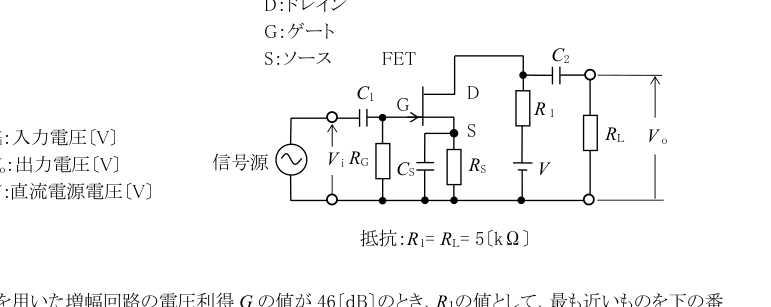 D:ドレイン
G:ゲート
S:ソース
FET
C2
C1
G
D
S
R1
RL
Vo
:入力電圧〔V〕
o:出力電圧〔V〕
:直流電源電圧〔V〕
信号源
Vi
RG
CS
RS
V
抵抗:R1= RL= 5〔kΩ〕
を用いた増幅回路の電圧利得 G の値が 46〔dB〕のとき、R1の値として、最も近いものを下の番